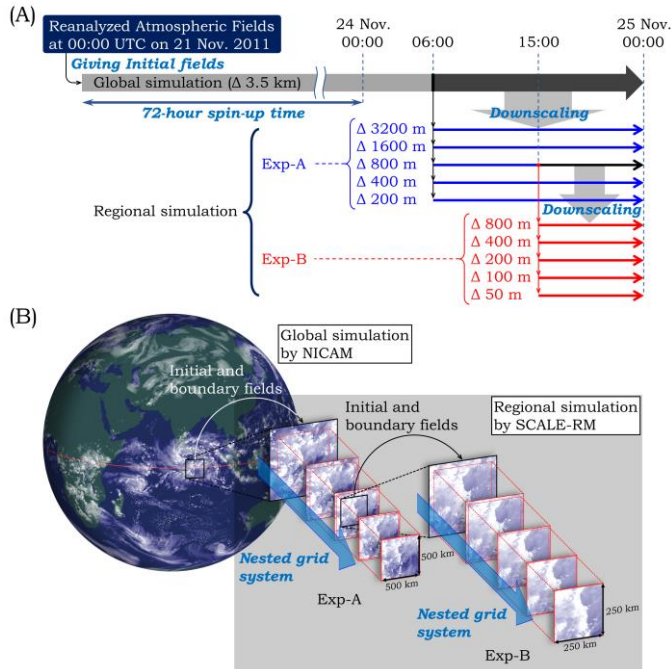 (A)
Reanalyzed Atmospheric Fields
at 00:00 UTC on 21 Nov. 2011
24 Nov.
00:00
06:00
15:00
25 Nov.
00:00
Giving Initial fields
Global simulation (Δ 3.5 km)
72-hour spin-up time
Downscaling
Regional simulation
Exp-A
Δ 3200 m
Δ 1600 m
Δ 800 m
Δ 400 m
Δ 200 m
Downscaling
Exp-B
Δ 800 m
Δ 400 m
Δ 200 m
Δ 100 m
Δ 50 m
(B)
Global simulation
by NICAM
Initial and
boundary fields
Initial and
boundary fields
Regional simulation
by SCALE-RM
Nested grid
system
500 km
500 km
Exp-A
Nested grid
system
250 km
250 km
Exp-B